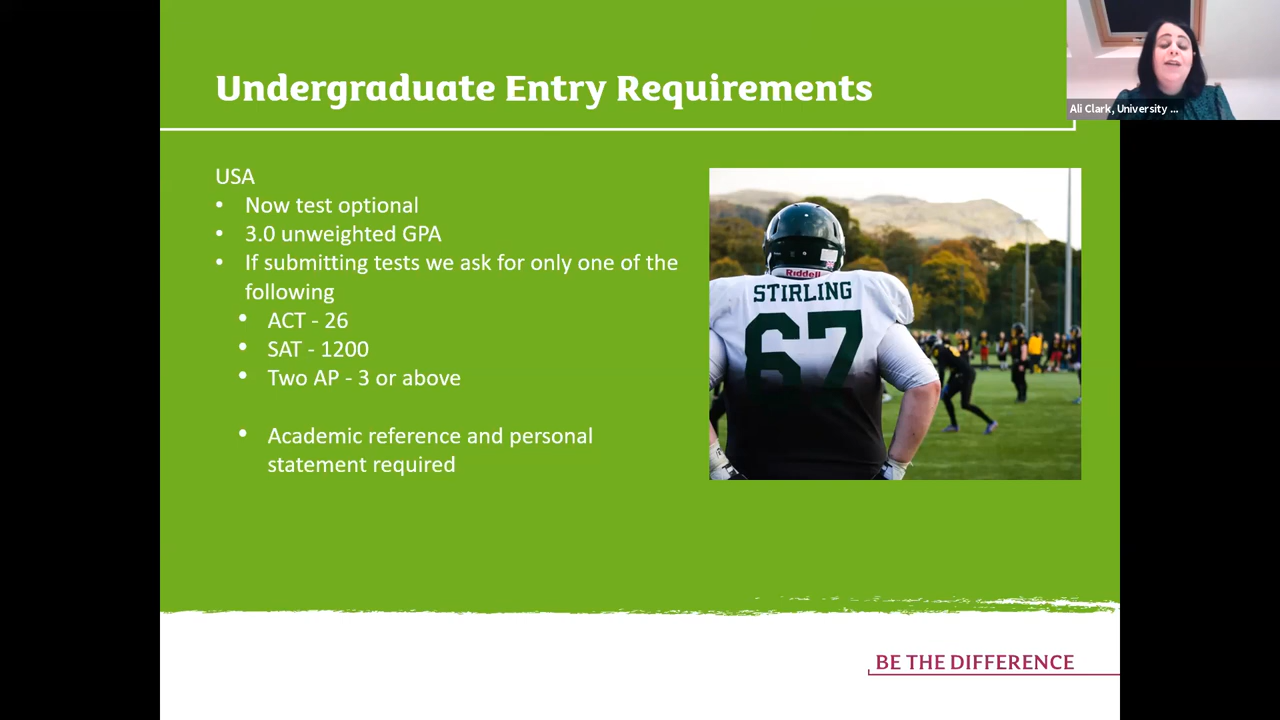 Undergraduate Entry Requirements
Ali Clark, University ...
USA
• Now test optional
• 3.0 unweighted GPA
• If submitting tests we ask for only one of the
following
• ACT - 26
• SAT - 1200
• Two AP - 3 or above
• Academic reference and personal
statement required
Riddell
STIRLING
67
BE THE DIFFERENCE